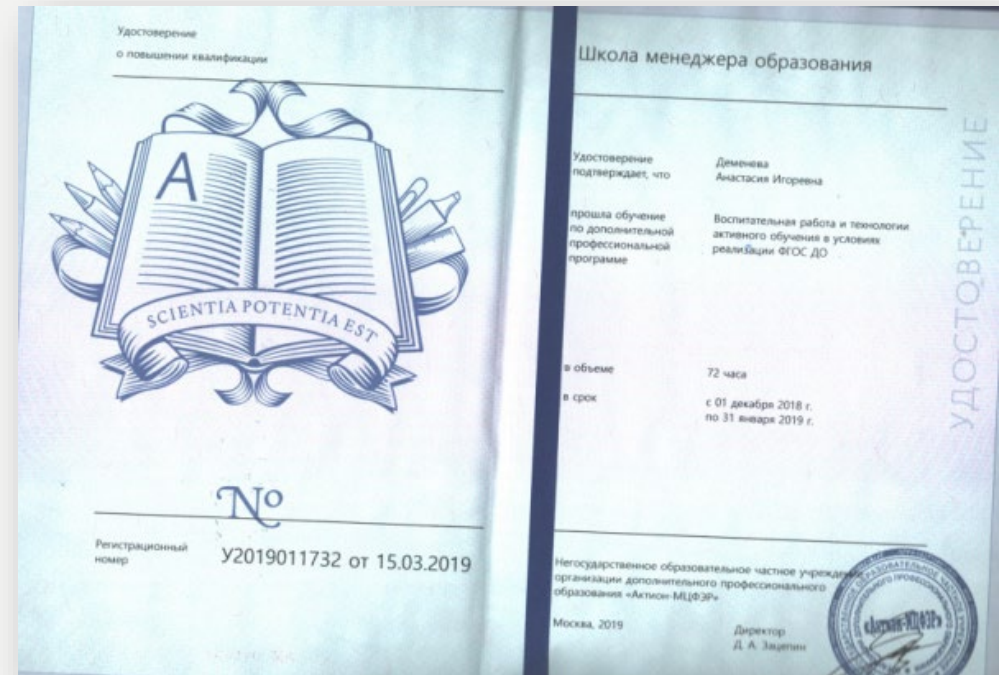 Удостоверение
о повышении квалификации
A
SCIENTIA POTENTIA EST
№
Регистрационный
номер
У2019011732 от 15.03.2019
Школа менеджера образования
Удостоверение
подтверждает, что
Деменева
Анастасия Игоревна
прошла обучение
по дополнительной
профессиональной
программе
Воспитательная работа и технологии
активного обучения в условиях
реализации ФГОС ДО
в объеме
72 часа
в срок
с 01 декабря 2018 г.
по 31 января 2019 г.
Негосударственное образовательное частное учреждение
организации дополнительного профессионального
образования «Актион-МЦФЭР»
Москва, 2019
Директор
Д. А. Зацепин
«Актион-МЦФЭР»
УДОСТОВЕРЕНИЕ